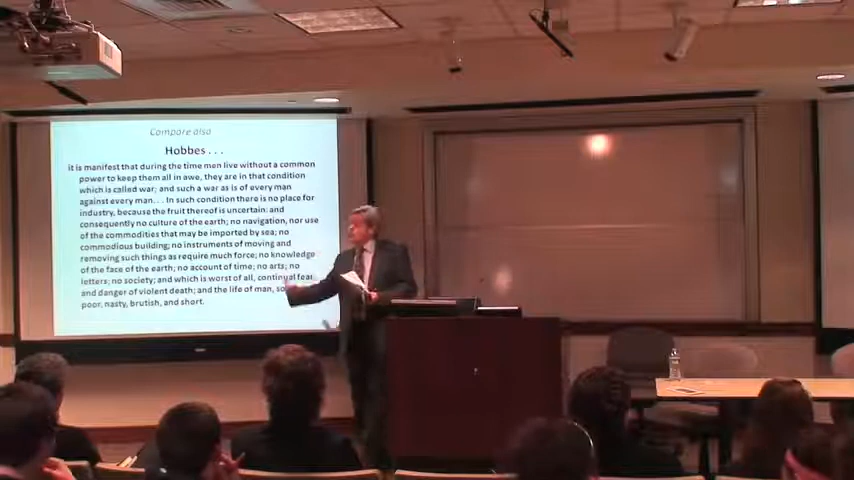 Compare also
Hobbes . . .
it is manifest that during the time men live without a common
power to keep them all in awe, they are in that condition
which is called war; and such a war as is of every man
against every man. . . In such condition there is no place for
industry, because the fruit thereof is uncertain: and
consequently no culture of the earth; no navigation, nor use
of the commodities that may be imported by sea; no
commodious building; no instruments of moving and
removing such things as require much force; no knowledge
of the face of the earth; no account of time; no arts, no
letters; no society; and which is worst of all, continual fear
and danger of violent death; and the life of man,
poor, nasty, brutish, and short.